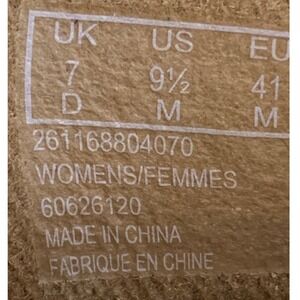 UK US EU
7 9½ 41
D M M
261168804070
WOMENS/FEMMES
60626120
MADE IN CHINA
FABRIQUE EN CHINE